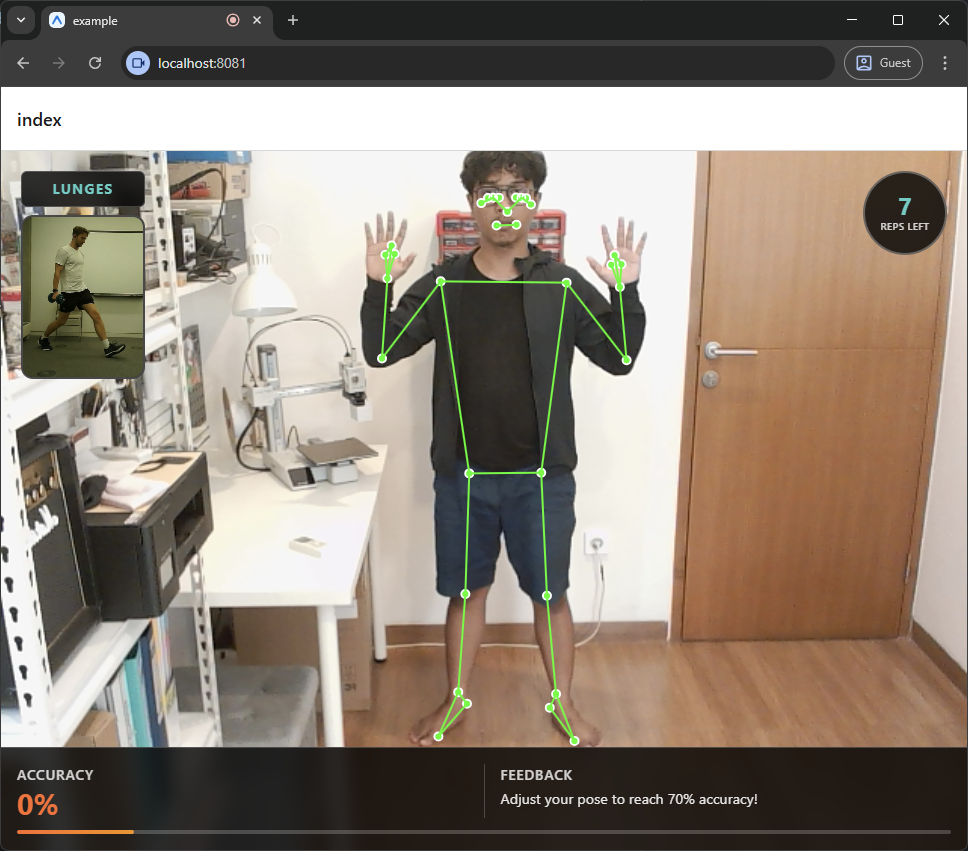 example
localhost:8081
Guest
index
LUNGES
7
REPS LEFT
ACCURACY
0%
FEEDBACK
Adjust your pose to reach 70% accuracy!